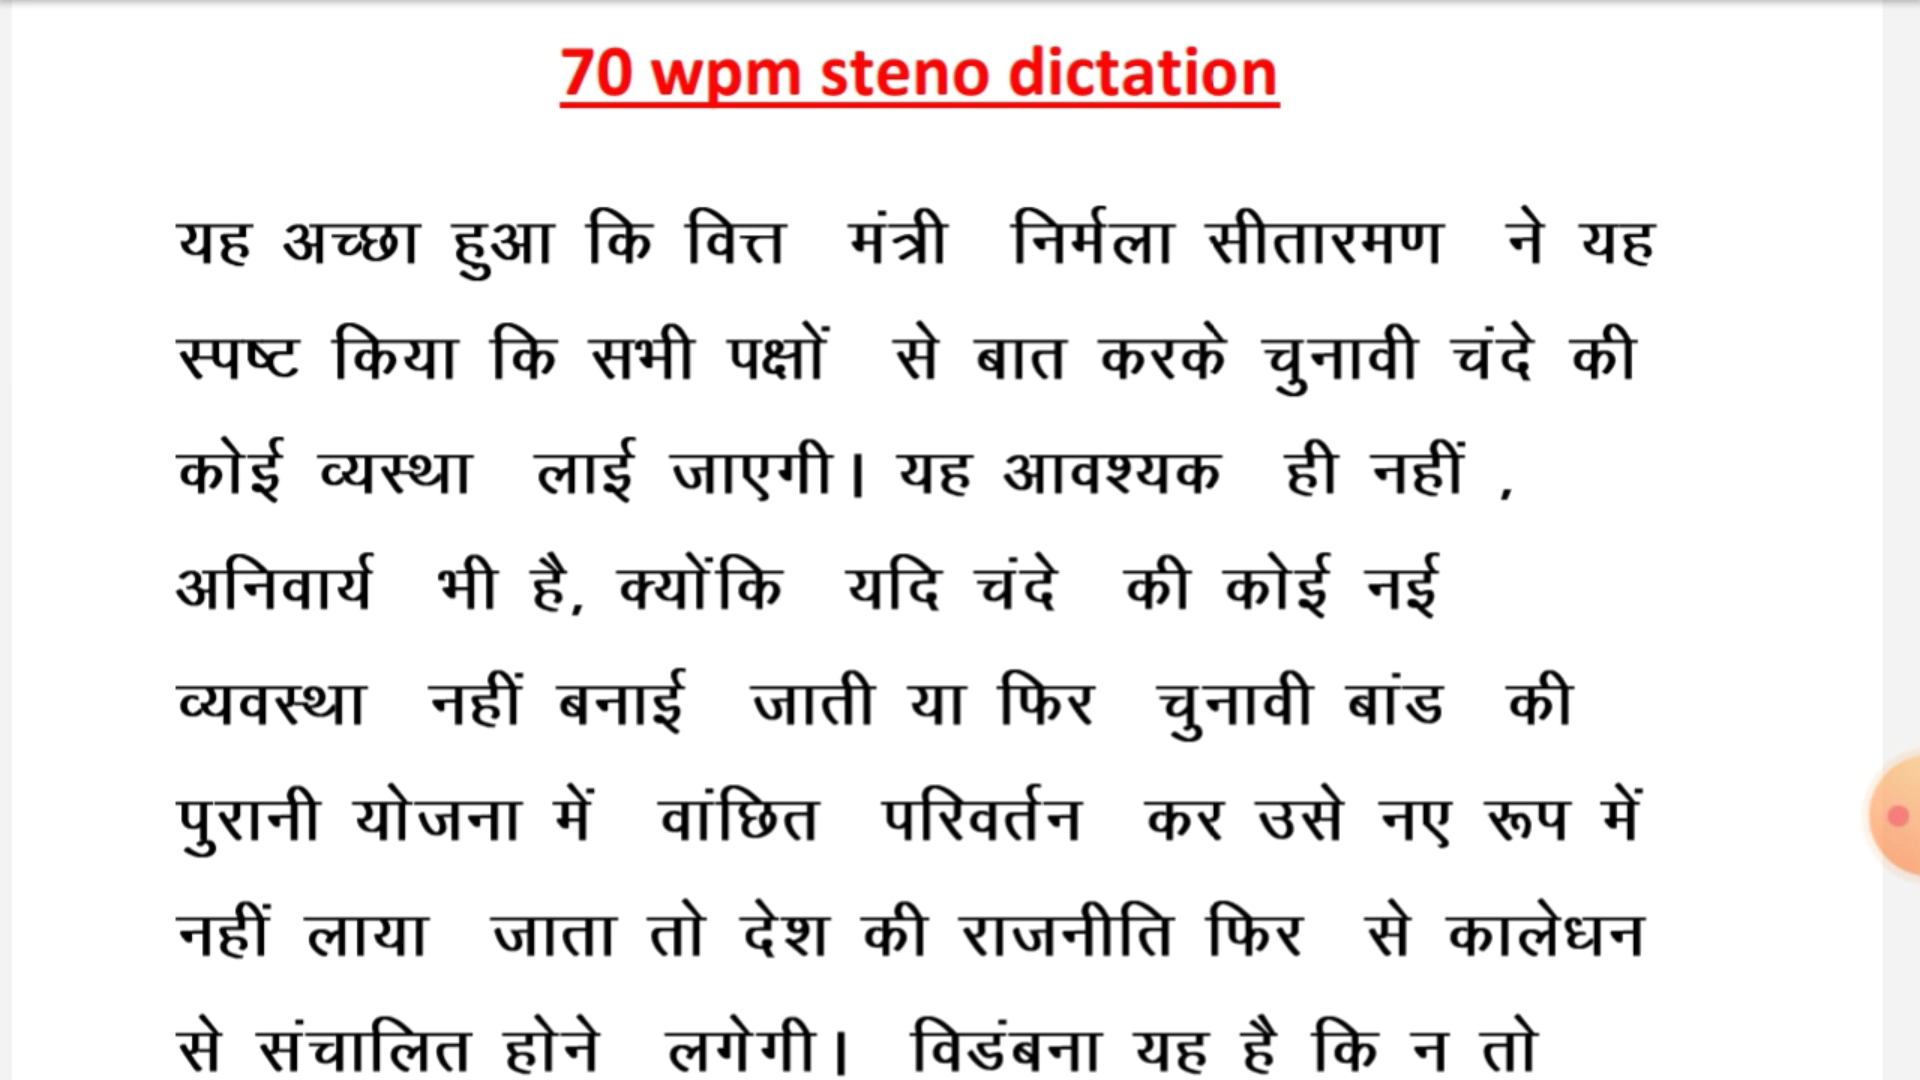 70 wpm steno dictation
यह अच्छा हुआ कि वित्त मंत्री निर्मला सीतारमण ने यह
स्पष्ट किया कि सभी पक्षों से बात करके चुनावी चंदे की
कोई व्यस्था लाई जाएगी। यह आवश्यक ही नहीं ,
अनिवार्य भी है, क्योंकि यदि चंदे की कोई नई
व्यवस्था नहीं बनाई जाती या फिर चुनावी बांड की
पुरानी योजना में वांछित परिवर्तन कर उसे नए रूप में
नहीं लाया जाता तो देश की राजनीति फिर से कालेधन
से संचालित होने लगेगी। विडंबना यह है कि न तो